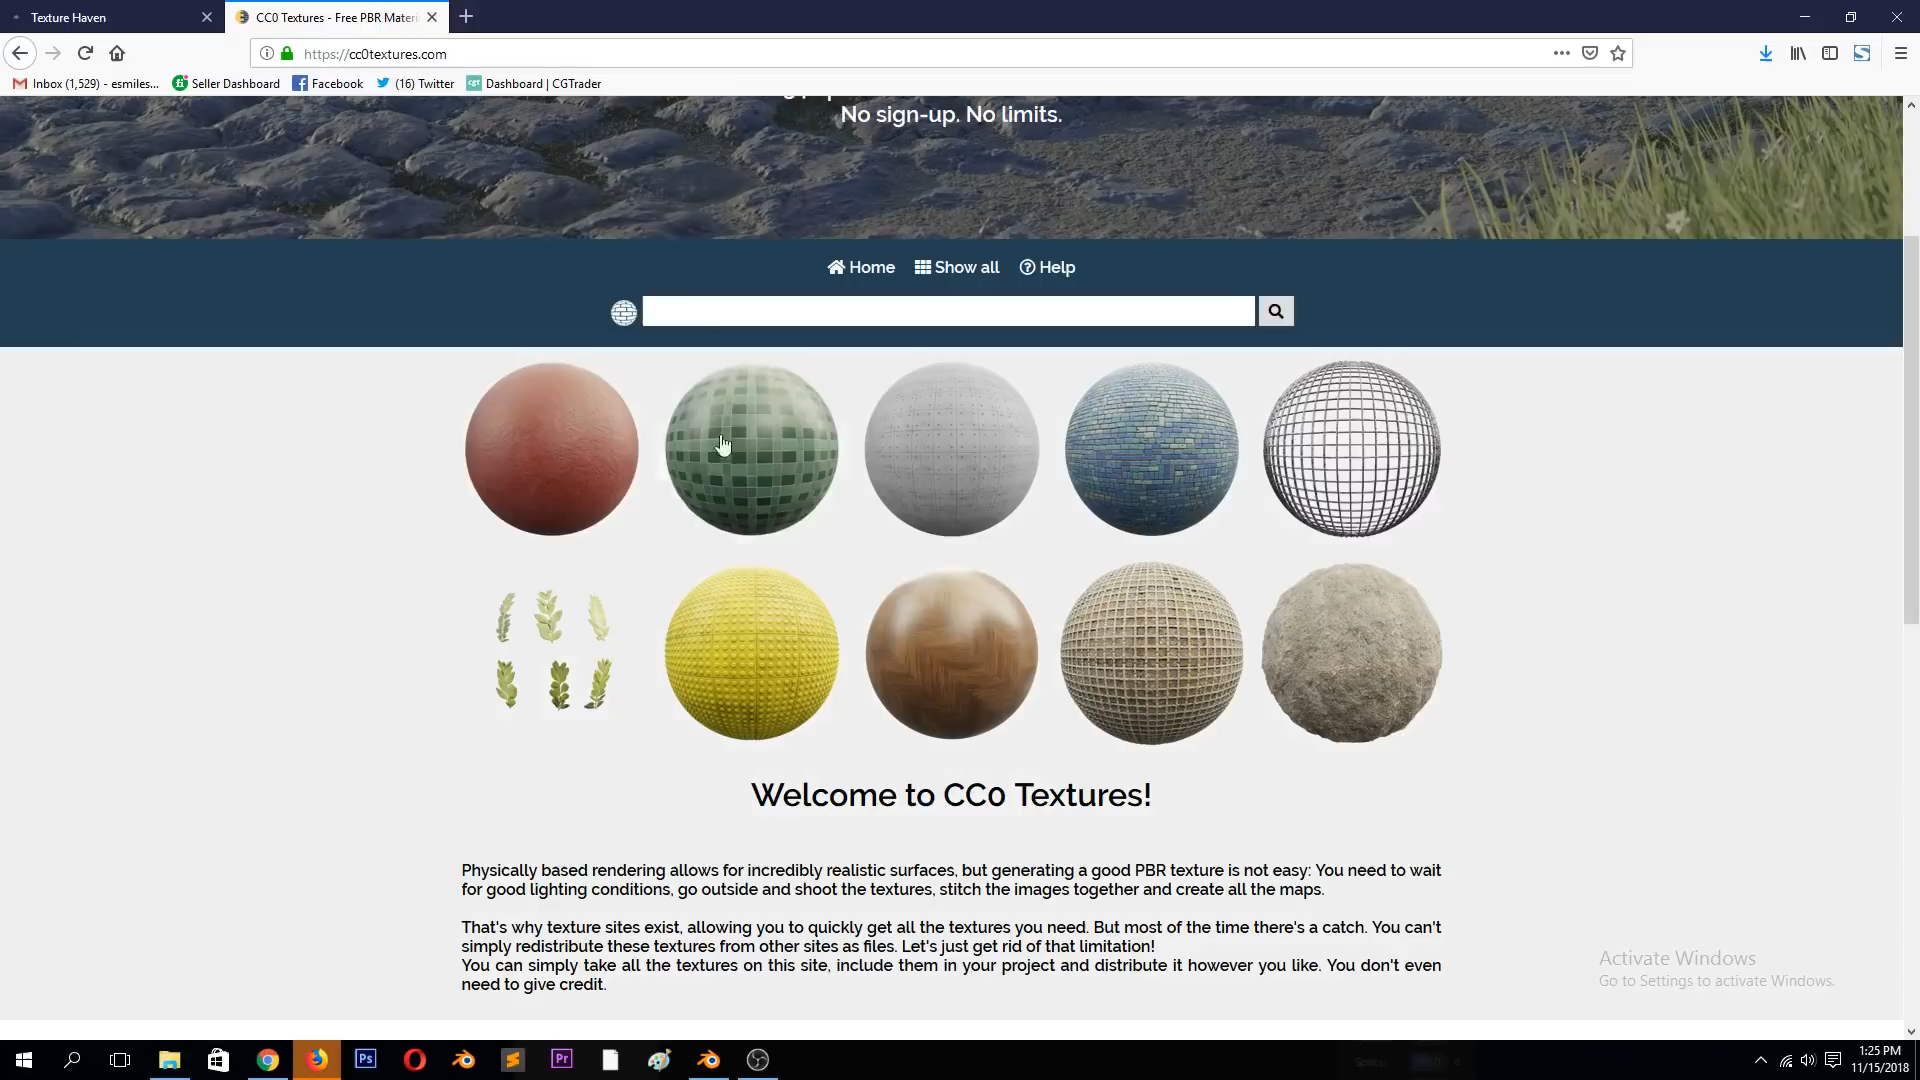 Texture Haven
CC0 Textures - Free PBR Materi
https://cc0textures.com
Inbox (1,529) - esmiles...
Seller Dashboard
Facebook
(16) Twitter
cgt
Dashboard | CGTrader
No sign-up. No limits.
Home
Show all
Help
Welcome to CC0 Textures!
Physically based rendering allows for incredibly realistic surfaces, but generating a good PBR texture is not easy: You need to wait
for good lighting conditions, go outside and shoot the textures, stitch the images together and create all the maps.
That's why texture sites exist, allowing you to quickly get all the textures you need. But most of the time there's a catch. You can't
simply redistribute these textures from other sites as files. Let's just get rid of that limitation!
You can simply take all the textures on this site, include them in your project and distribute it however you like. You don't even
need to give credit.
Activate Windows
Go to Settings to activate Windows.
Ps
Pr
1:25 PM
11/15/2018